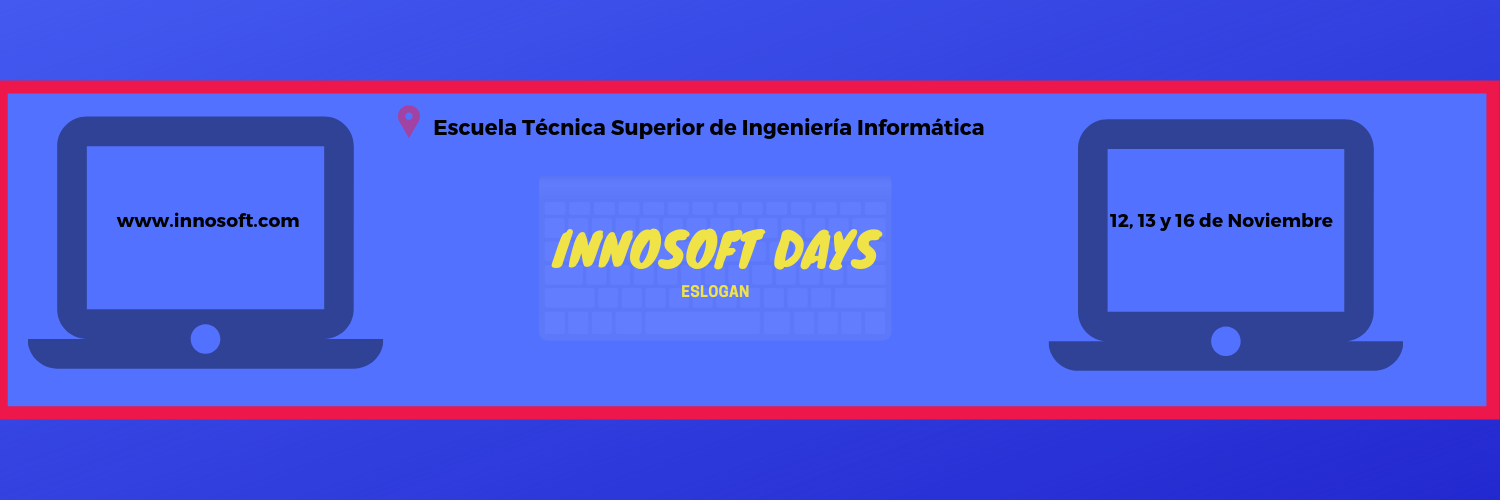 Escuela Técnica Superior de Ingeniería Informática
www.innosoft.com
INNOSOFT DAYS
ESLOGAN
12, 13 y 16 de Noviembre